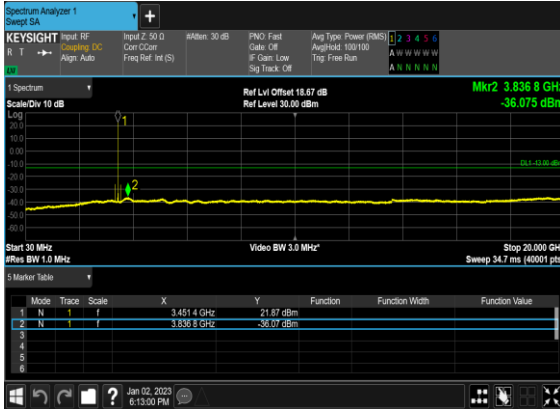 Spectrum Analyzer 1
Swept SA
+
KEYSIGHT Input: RF Input Z: 50 Ω #Atten: 30 dB PNO: Fast Avg Type: Power (RMS) 1 2 3 4 5 6
R T Coupling: DC Corr CCorr Gate: Off Avg|Hold: 100/100 A W W W W W
Align: Auto Freq Ref: Int (S) IF Gain: Low Trig: Free Run
Sig Track: Off A N N N N N
1 Spectrum Ref Lvl Offset 18.67 dB Mkr2 3.836 8 GHz
Scale/Div 10 dB Ref Level 30.00 dBm -36.075 dBm
Log
20.0
10.0
0.00
-10.0
-20.0
-30.0
-40.0
-50.0
-60.0
1
2
DL1 -13.00 dBm
Start 30 MHz Video BW 3.0 MHz* Stop 20.000 GHz
#Res BW 1.0 MHz Sweep 34.7 ms (40001 pts)
5 Marker Table
Mode Trace Scale X Y Function Function Width Function Value
1 N 1 f 3.451 4 GHz 21.87 dBm
2 N 1 f 3.836 8 GHz -36.07 dBm
3
4
5
6
? Jan 02, 2023
6:13:00 PM